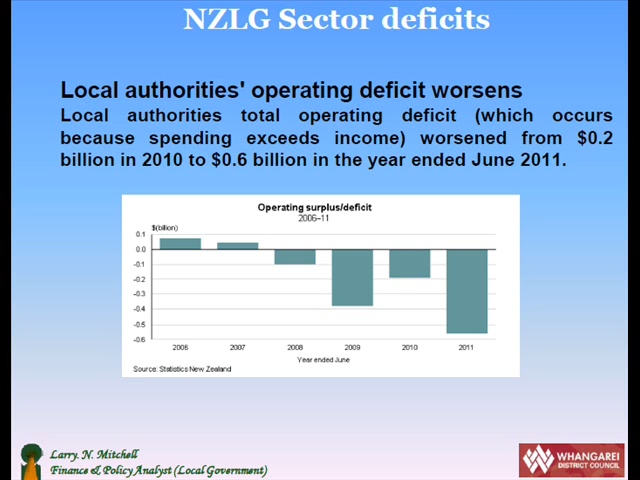 NZLG Sector deficits
Local authorities' operating deficit worsens
Local authorities total operating deficit (which occurs
because spending exceeds income) worsened from $0.2
billion in 2010 to $0.6 billion in the year ended June 2011.
Operating surplus/deficit
2006–11
$(billion)
0.1
0.0
-0.1
-0.2
-0.3
-0.4
-0.5
-0.6
2006 2007 2008 2009 2010 2011
Year ended June
Source: Statistics New Zealand
Larry. N. Mitchell
Finance & Policy Analyst (Local Government)
WHANGAREI
DISTRICT COUNCIL